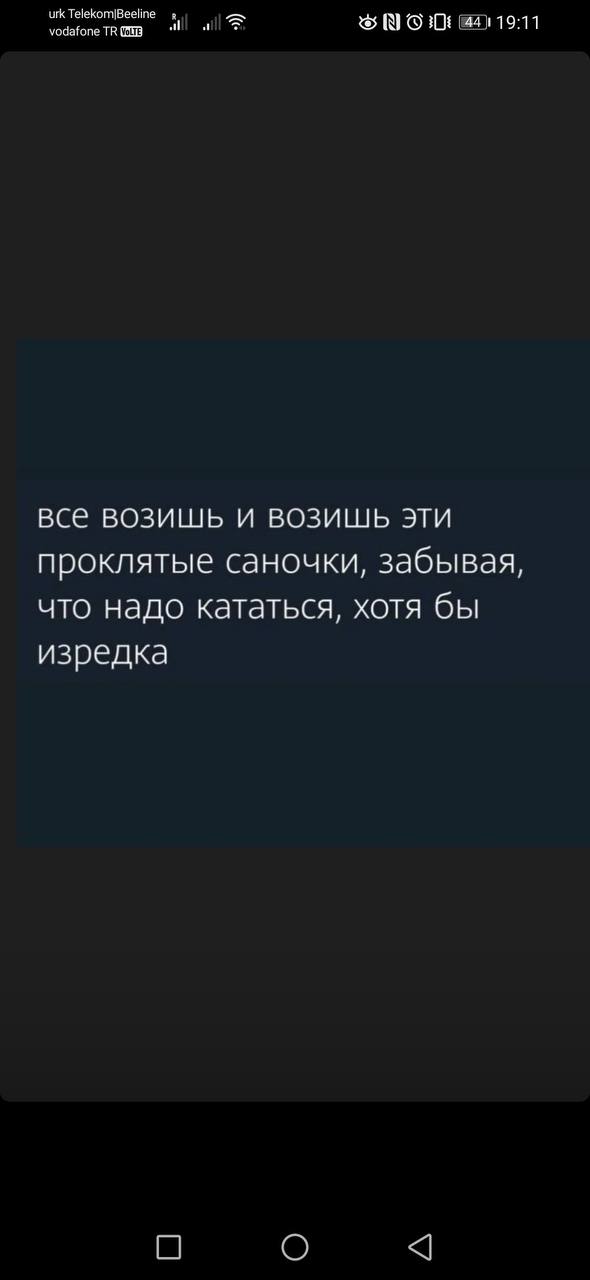 urk Telekom|Beeline
vodafone TR VoLTE
R
44
19:11
все возишь и возишь эти
проклятые саночки, забывая,
что надо кататься, хотя бы
изредка